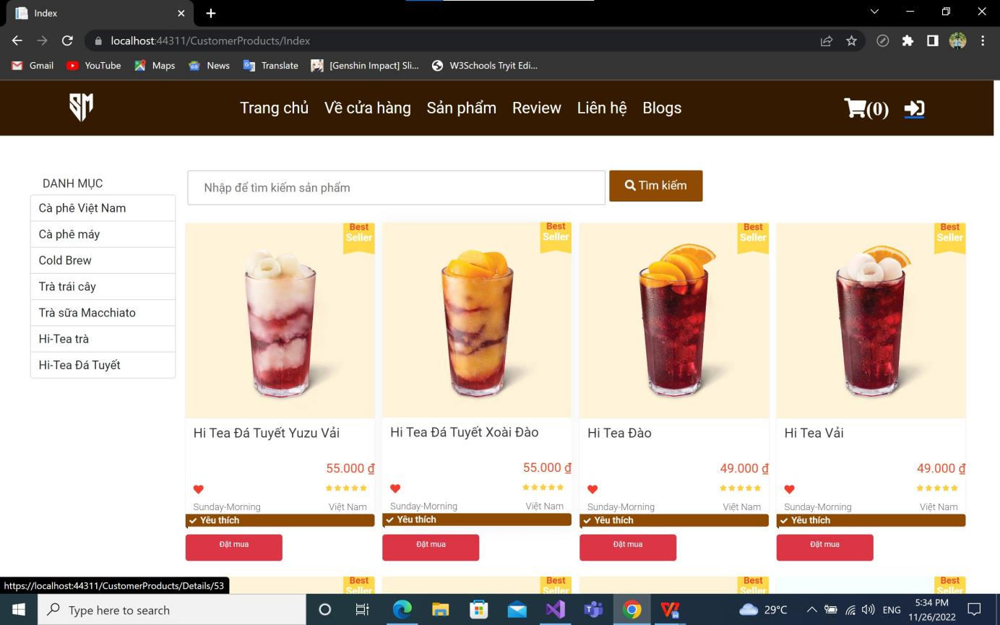 Index
localhost:44311/CustomerProducts/Index
Gmail YouTube Maps News Translate [Genshin Impact] Sli... W3Schools Tryit Edi...
SM Trang chủ Về cửa hàng Sản phẩm Review Liên hệ Blogs (0)
DANH MỤC
Cà phê Việt Nam
Cà phê máy
Cold Brew
Trà trái cây
Trà sữa Macchiato
Hi-Tea trà
Hi-Tea Đá Tuyết
Nhập để tìm kiếm sản phẩm Tìm kiếm
Best Best Best Best
Seller Seller Seller Seller
Hi Tea Đá Tuyết Yuzu Vải Hi Tea Đá Tuyết Xoài Đào Hi Tea Đào Hi Tea Vải
55.000 ₫ 55.000 ₫ 49.000 ₫ 49.000 ₫
Sunday-Morning Việt Nam Sunday-Morning Việt Nam Sunday-Morning Việt Nam Sunday-Morning Việt Nam
Yêu thích Yêu thích Yêu thích Yêu thích
Đặt mua Đặt mua Đặt mua Đặt mua
Best Best Best Best
Seller Seller Seller Seller
https://localhost:44311/CustomerProducts/Details/53
Type here to search 29°C ENG 5:34 PM
11/26/2022